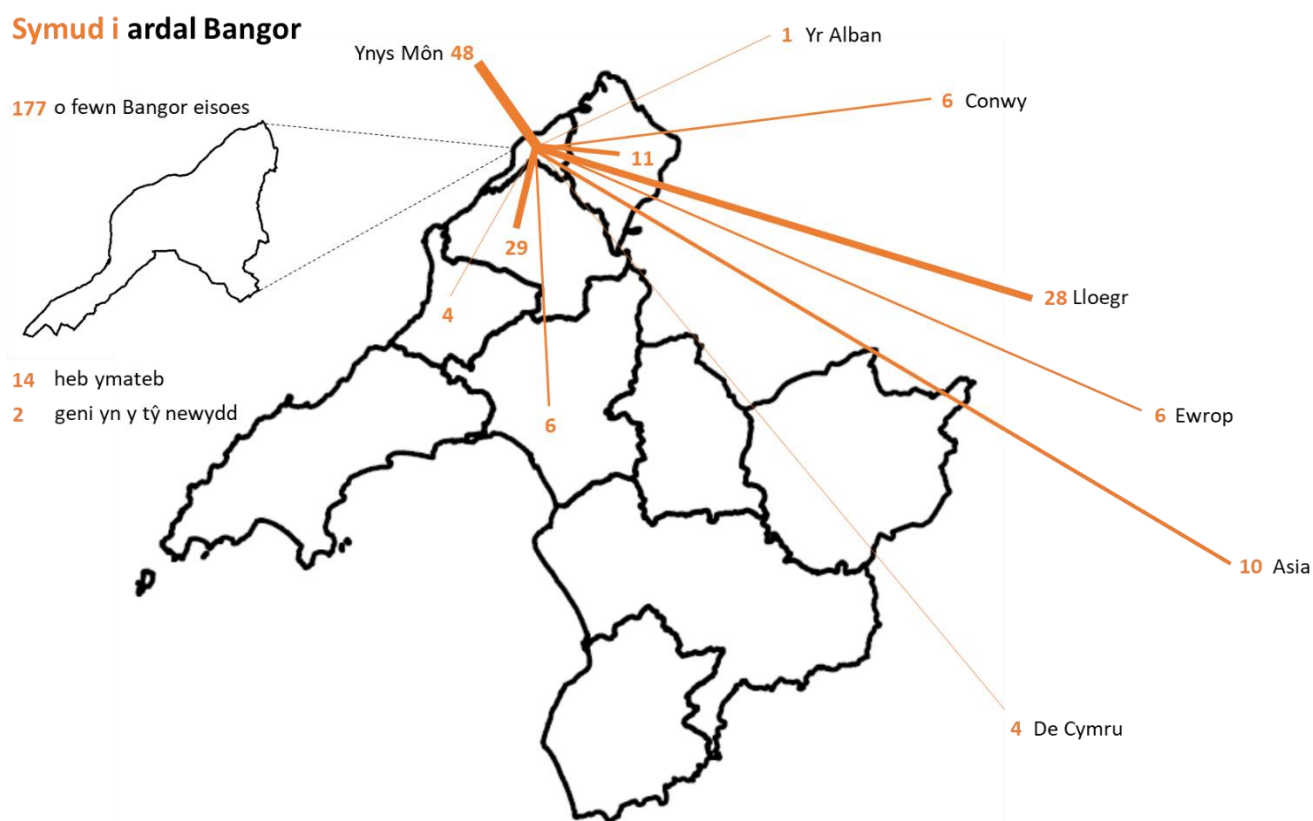 Symud i ardal Bangor
Ynys Môn 48
1 Yr Alban
177 o fewn Bangor eisoes
6 Conwy
11
29
28 Lloegr
4
14 heb ymateb
2 geni yn y tŷ newydd
6
6 Ewrop
10 Asia
4 De Cymru